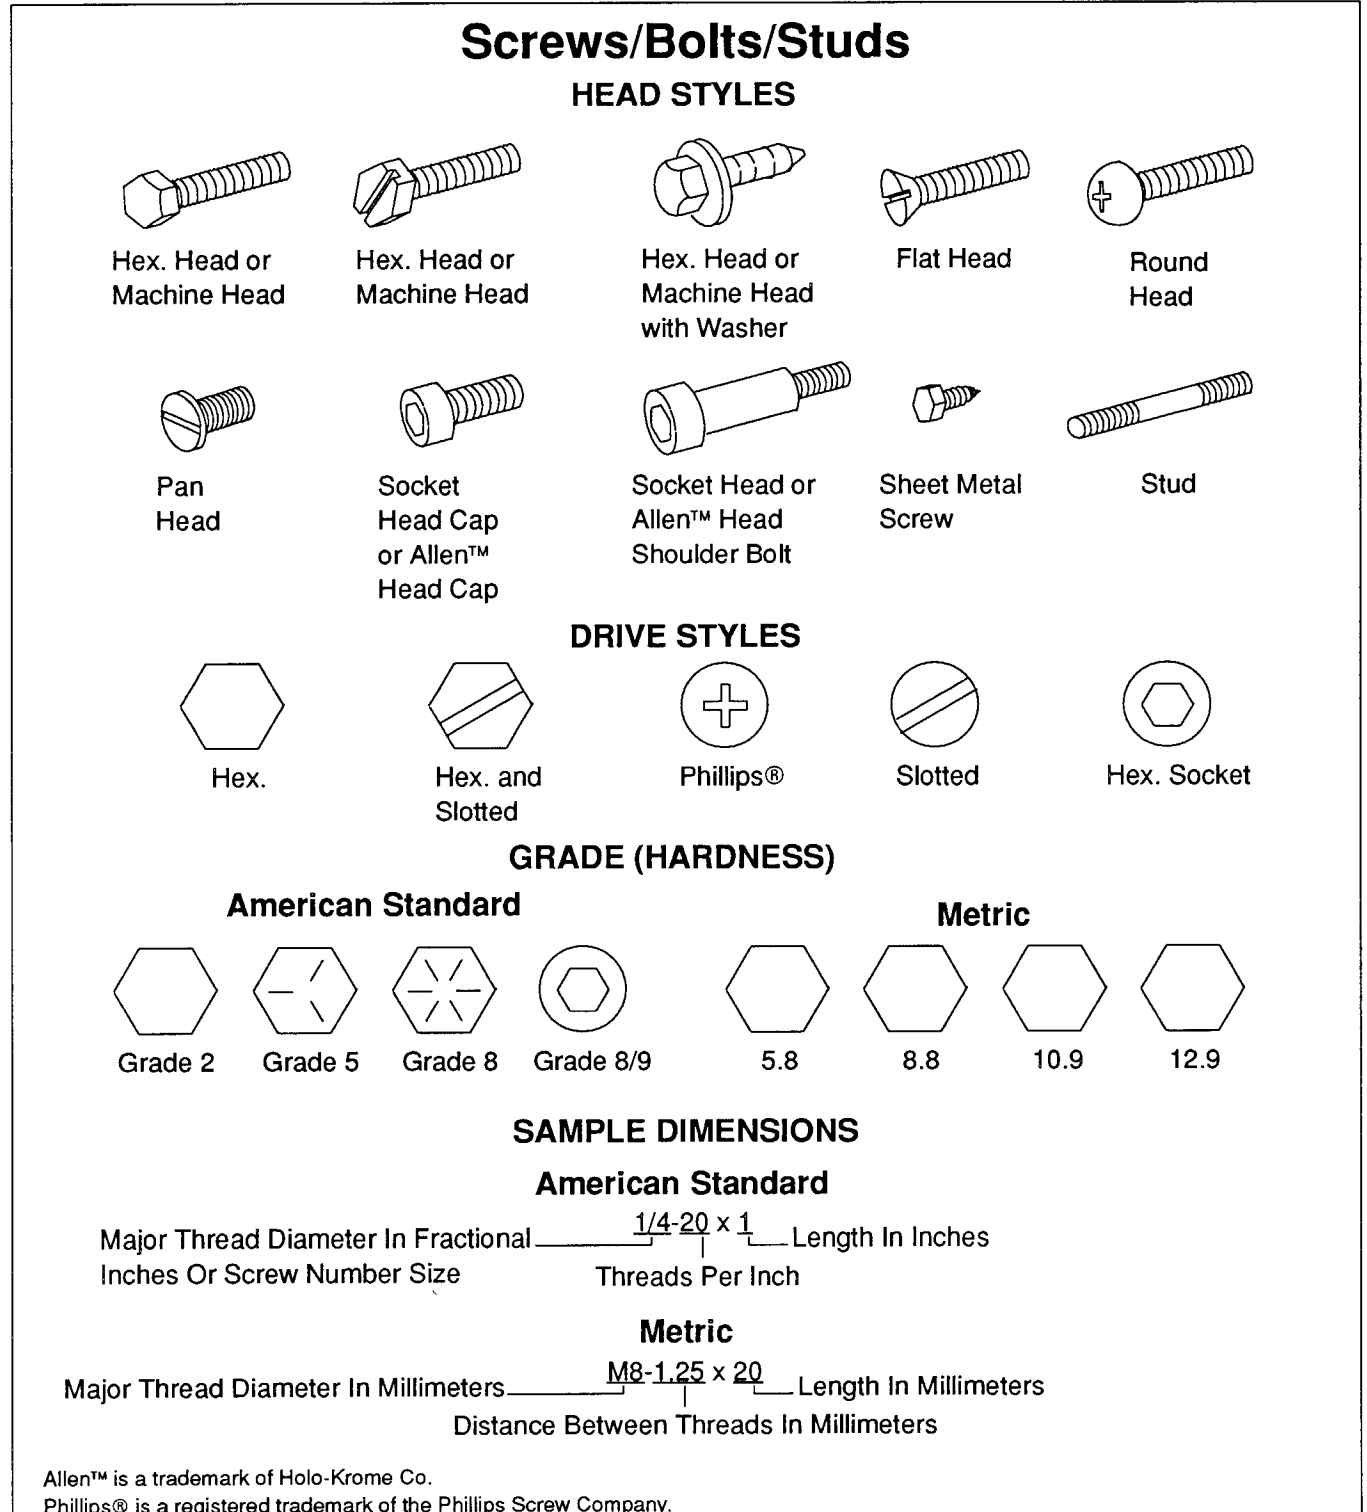 Screws/Bolts/Studs
HEAD STYLES
Hex. Head or
Machine Head
Hex. Head or
Machine Head
Hex. Head or
Machine Head
with Washer
Flat Head
Round
Head
Pan
Head
Socket
Head Cap
or Allen™
Head Cap
Socket Head or
Allen™ Head
Shoulder Bolt
Sheet Metal
Screw
Stud
DRIVE STYLES
Hex.
Hex. and
Slotted
Phillips®
Slotted
Hex. Socket
GRADE (HARDNESS)
American Standard
Grade 2
Grade 5
Grade 8
Grade 8/9
Metric
5.8
8.8
10.9
12.9
SAMPLE DIMENSIONS
American Standard
1/4-20 x 1
Major Thread Diameter In Fractional
Inches Or Screw Number Size
Length In Inches
Threads Per Inch
Metric
M8-1.25 x 20
Major Thread Diameter In Millimeters
Length In Millimeters
Distance Between Threads In Millimeters
Allen™ is a trademark of Holo-Krome Co.
Phillips® is a registered trademark of the Phillips Screw Company.